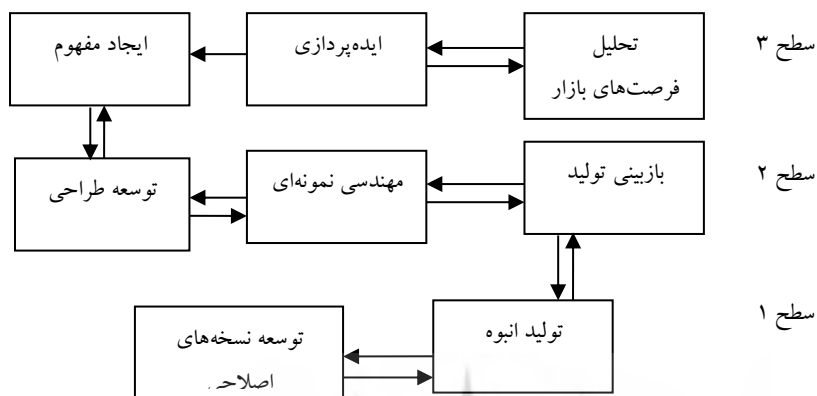 سطح ۳
تحلیل
فرصت‌های بازار
ایده‌پردازی
ایجاد مفهوم
سطح ۲
بازبینی تولید
مهندسی نمونه‌ای
توسعه طراحی
سطح ۱
تولید انبوه
توسعه نسخه‌های
اصلاحی